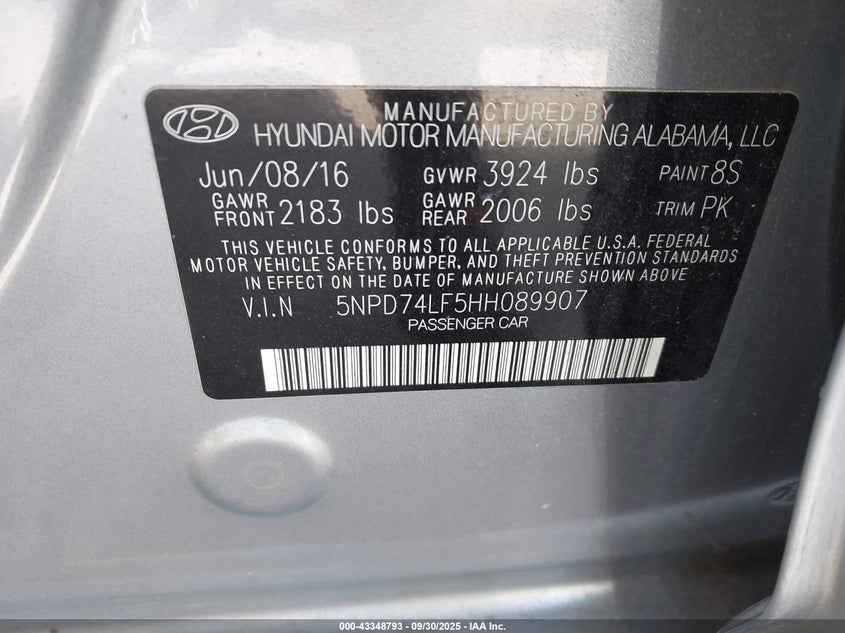 MANUFACTURED BY
HYUNDAI MOTOR MANUFACTURING ALABAMA, LLC
Jun/08/16 GVWR 3924 lbs PAINT 8S
GAWR FRONT 2183 lbs GAWR REAR 2006 lbs TRIM PK
THIS VEHICLE CONFORMS TO ALL APPLICABLE U.S.A. FEDERAL
MOTOR VEHICLE SAFETY, BUMPER, AND THEFT PREVENTION STANDARDS
IN EFFECT ON THE DATE OF MANUFACTURE SHOWN ABOVE
V.I.N 5NPD74LF5HH089907
PASSENGER CAR
000-43348793 - 09/30/2025 - IAA Inc.